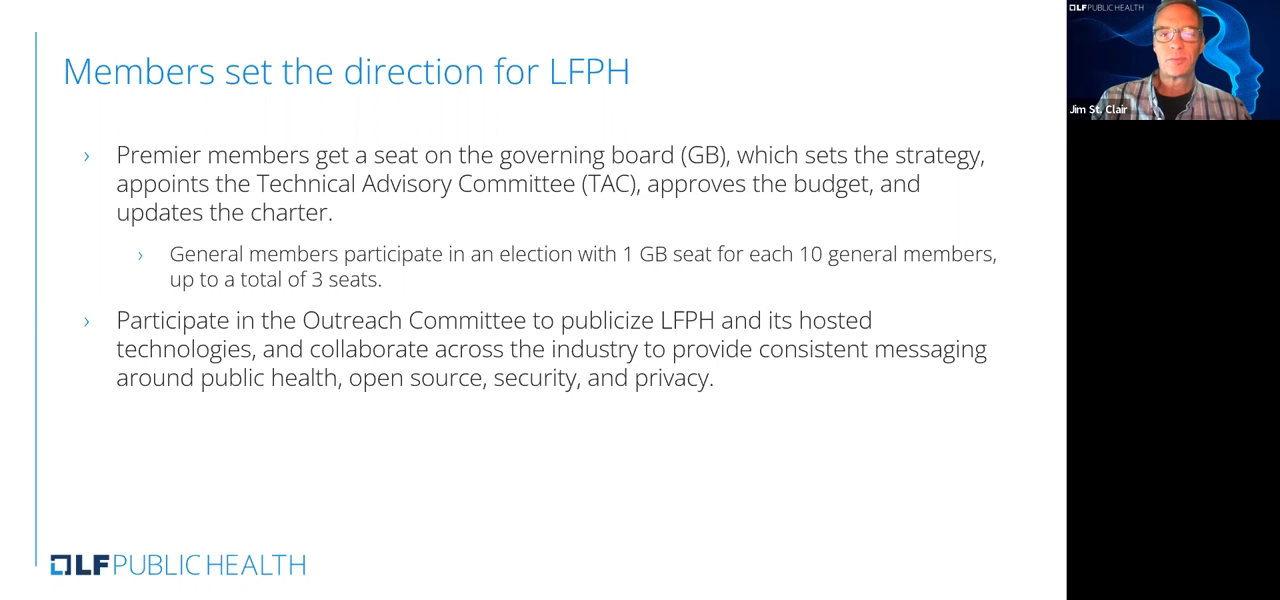 Members set the direction for LFPH
› Premier members get a seat on the governing board (GB), which sets the strategy,
appoints the Technical Advisory Committee (TAC), approves the budget, and
updates the charter.
› General members participate in an election with 1 GB seat for each 10 general members,
up to a total of 3 seats.
› Participate in the Outreach Committee to publicize LFPH and its hosted
technologies, and collaborate across the industry to provide consistent messaging
around public health, open source, security, and privacy.
LF PUBLIC HEALTH
LF PUBLIC HEALTH
Jim St. Clair